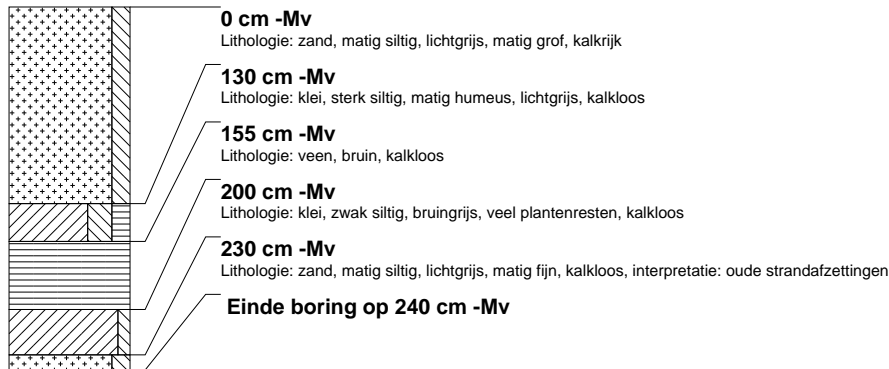 0 cm -Mv
Lithologie: zand, matig siltig, lichtgrijs, matig grof, kalkrijk
130 cm -Mv
Lithologie: klei, sterk siltig, matig humeus, lichtgrijs, kalkloos
155 cm -Mv
Lithologie: veen, bruin, kalkloos
200 cm -Mv
Lithologie: klei, zwak siltig, bruingrijs, veel plantenresten, kalkloos
230 cm -Mv
Lithologie: zand, matig siltig, lichtgrijs, matig fijn, kalkloos, interpretatie: oude strandafzettingen
Einde boring op 240 cm -Mv